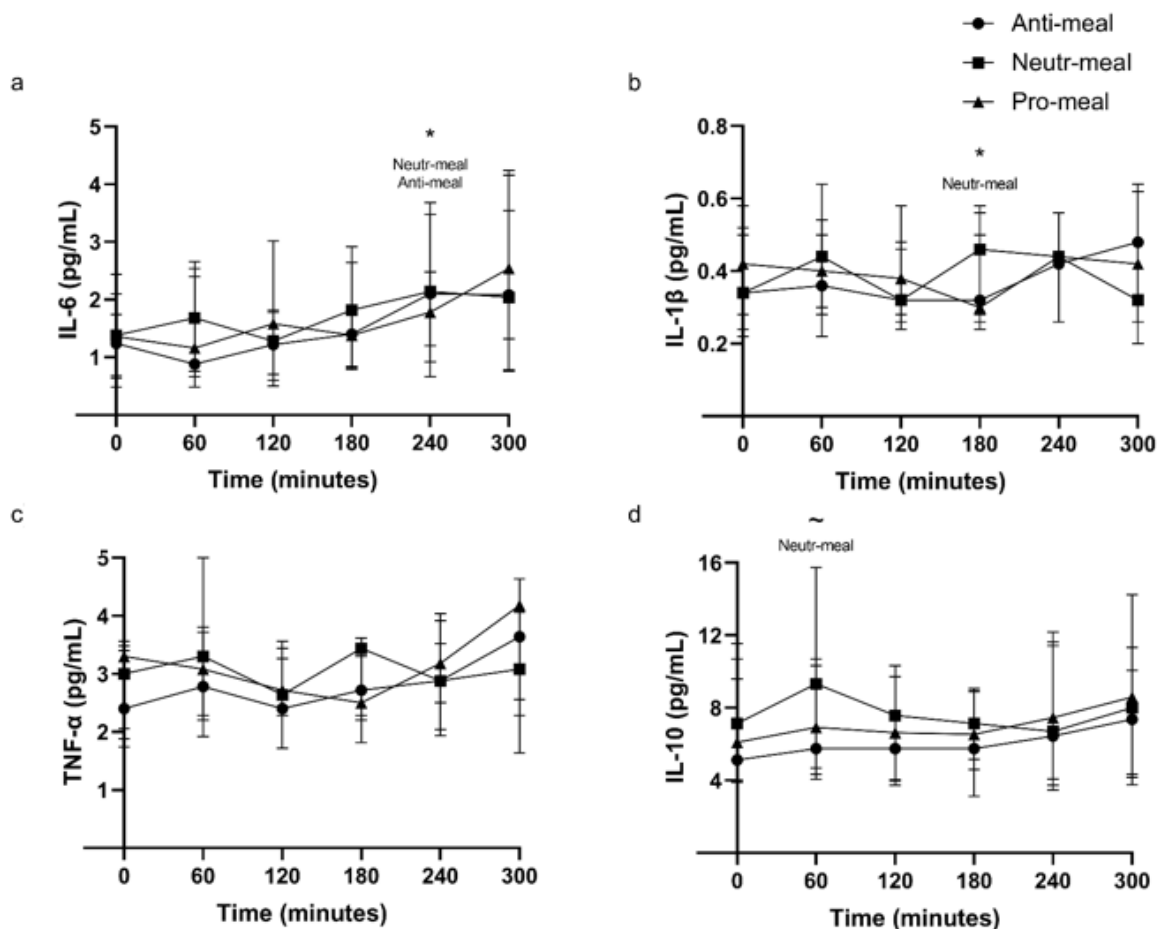 Anti-meal
Neutr-meal
Pro-meal
a
5
4
3
2
1
IL-6 (pg/mL)
*
Neutr-meal
Anti-meal
0 60 120 180 240 300
Time (minutes)
b
0.8
0.6
0.4
0.2
IL-1β (pg/mL)
*
Neutr-meal
0 60 120 180 240 300
Time (minutes)
c
5
4
3
2
1
TNF-α (pg/mL)
0 60 120 180 240 300
Time (minutes)
d
~
Neutr-meal
16
12
8
4
IL-10 (pg/mL)
0 60 120 180 240 300
Time (minutes)